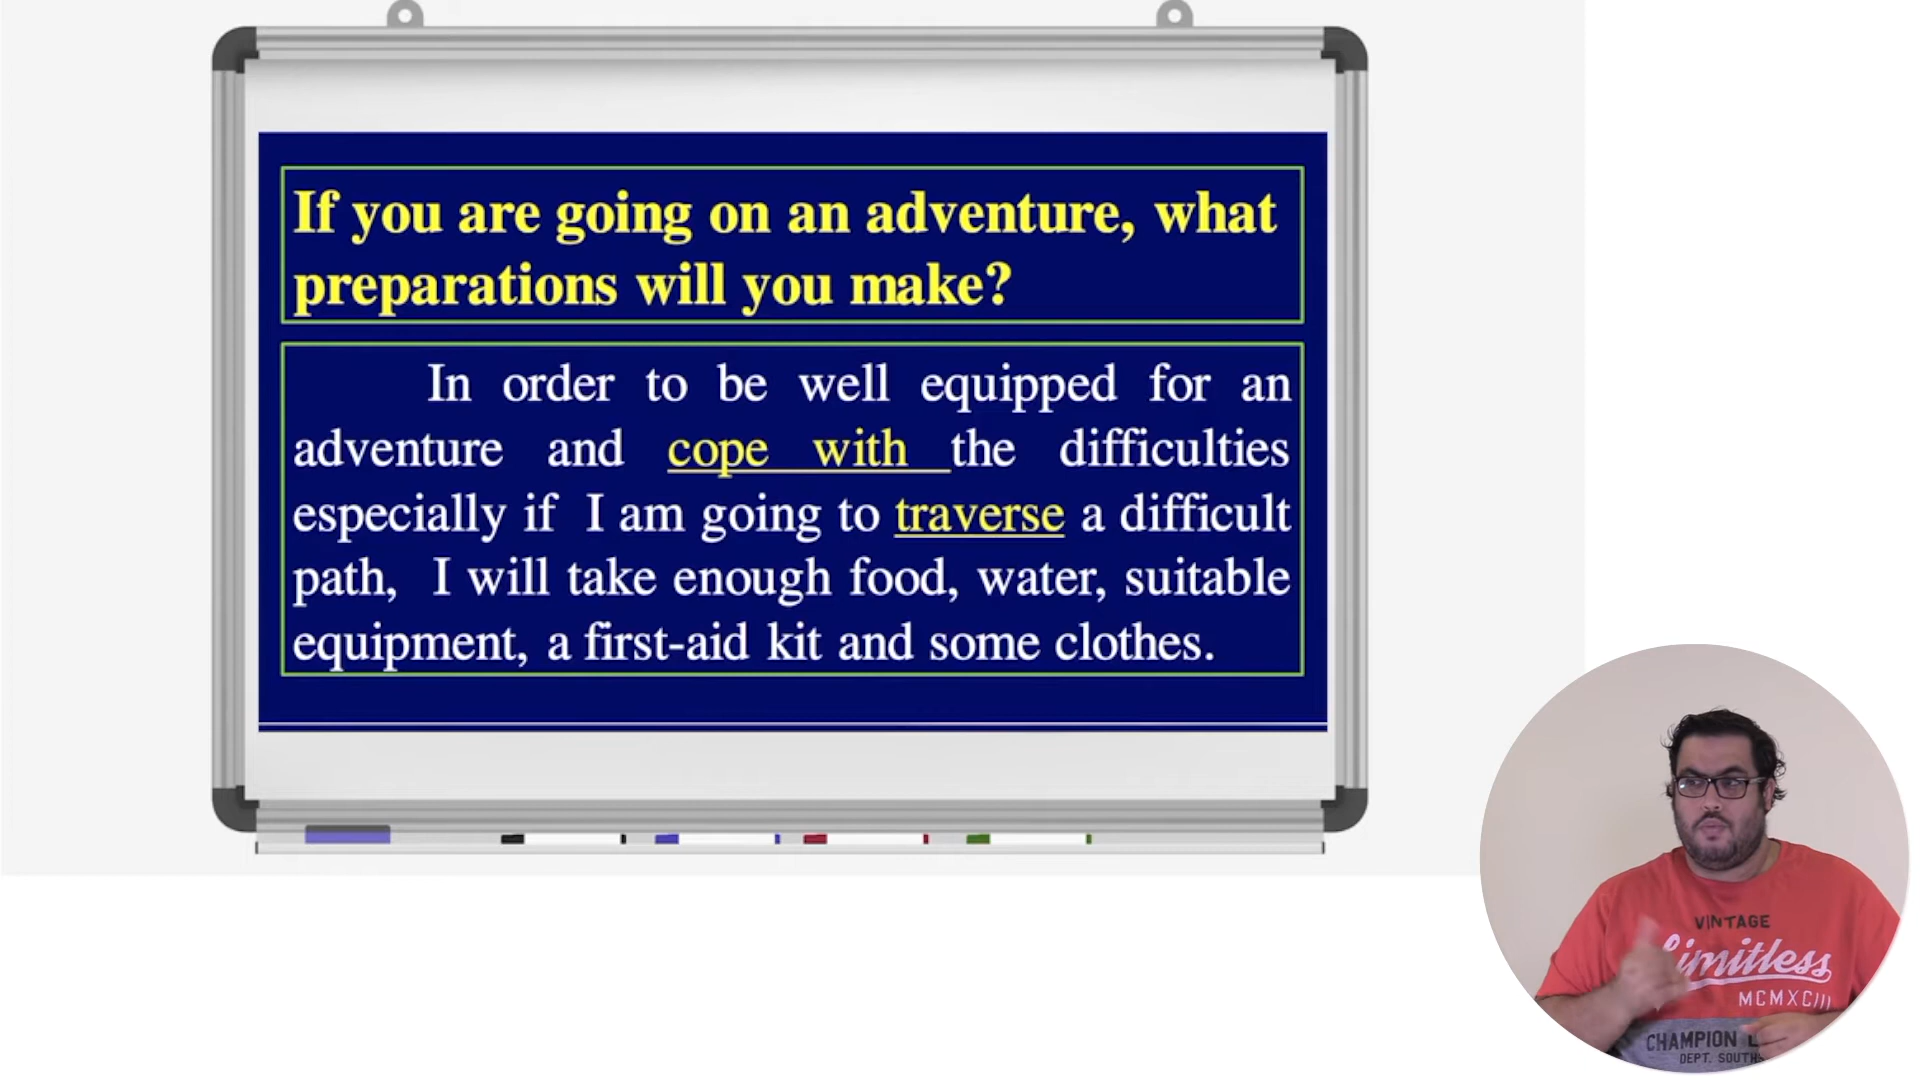 If you are going on an adventure, what
preparations will you make?
In order to be well equipped for an
adventure and cope with the difficulties
especially if I am going to traverse a difficult
path, I will take enough food, water, suitable
equipment, a first-aid kit and some clothes.
VINTAGE
Limitless
MCMXCIII
CHAMPION
DEPT. SOUTH